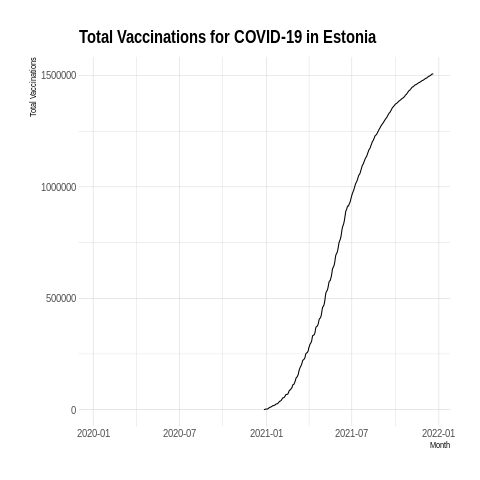 Total Vaccinations for COVID-19 in Estonia
Total Vaccinations
1500000
1000000
500000
0
2020-01 2020-07 2021-01 2021-07 2022-01
Month